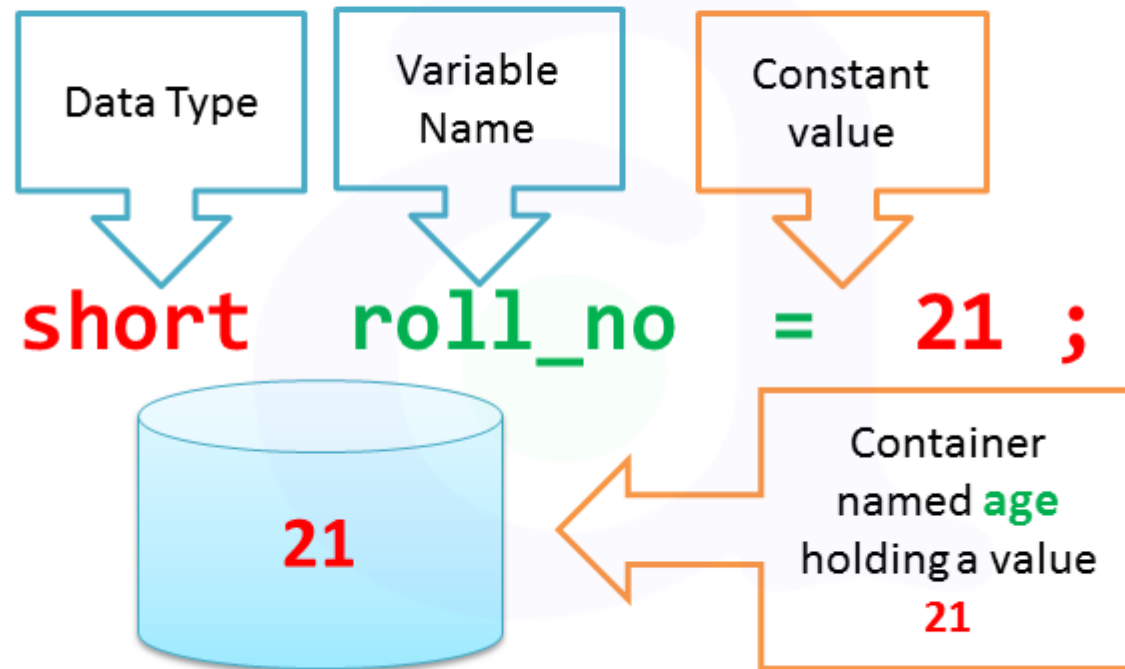 Data Type
Variable
Name
Constant
value
short roll_no = 21 ;
21
Container
named age
holding a value
21